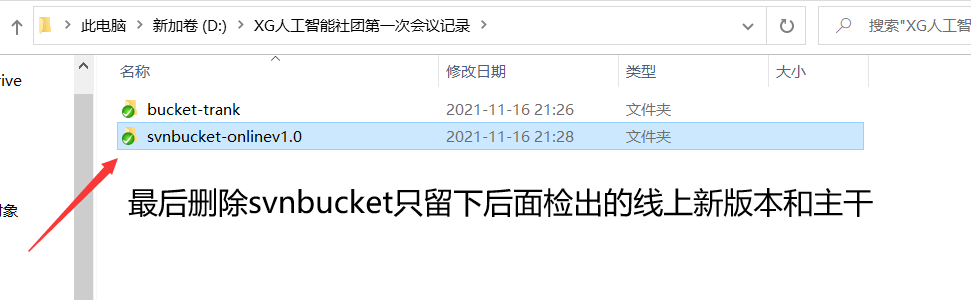 此电脑 › 新加卷 (D:) › XG人工智能社团第一次会议记录 ›
搜索"XG人工智
名称 修改日期 类型 大小
rive
bucket-trank 2021-11-16 21:26 文件夹
svnbucket-onlinev1.0 2021-11-16 21:28 文件夹
对象
最后删除svnbucket只留下后面检出的线上新版本和主干